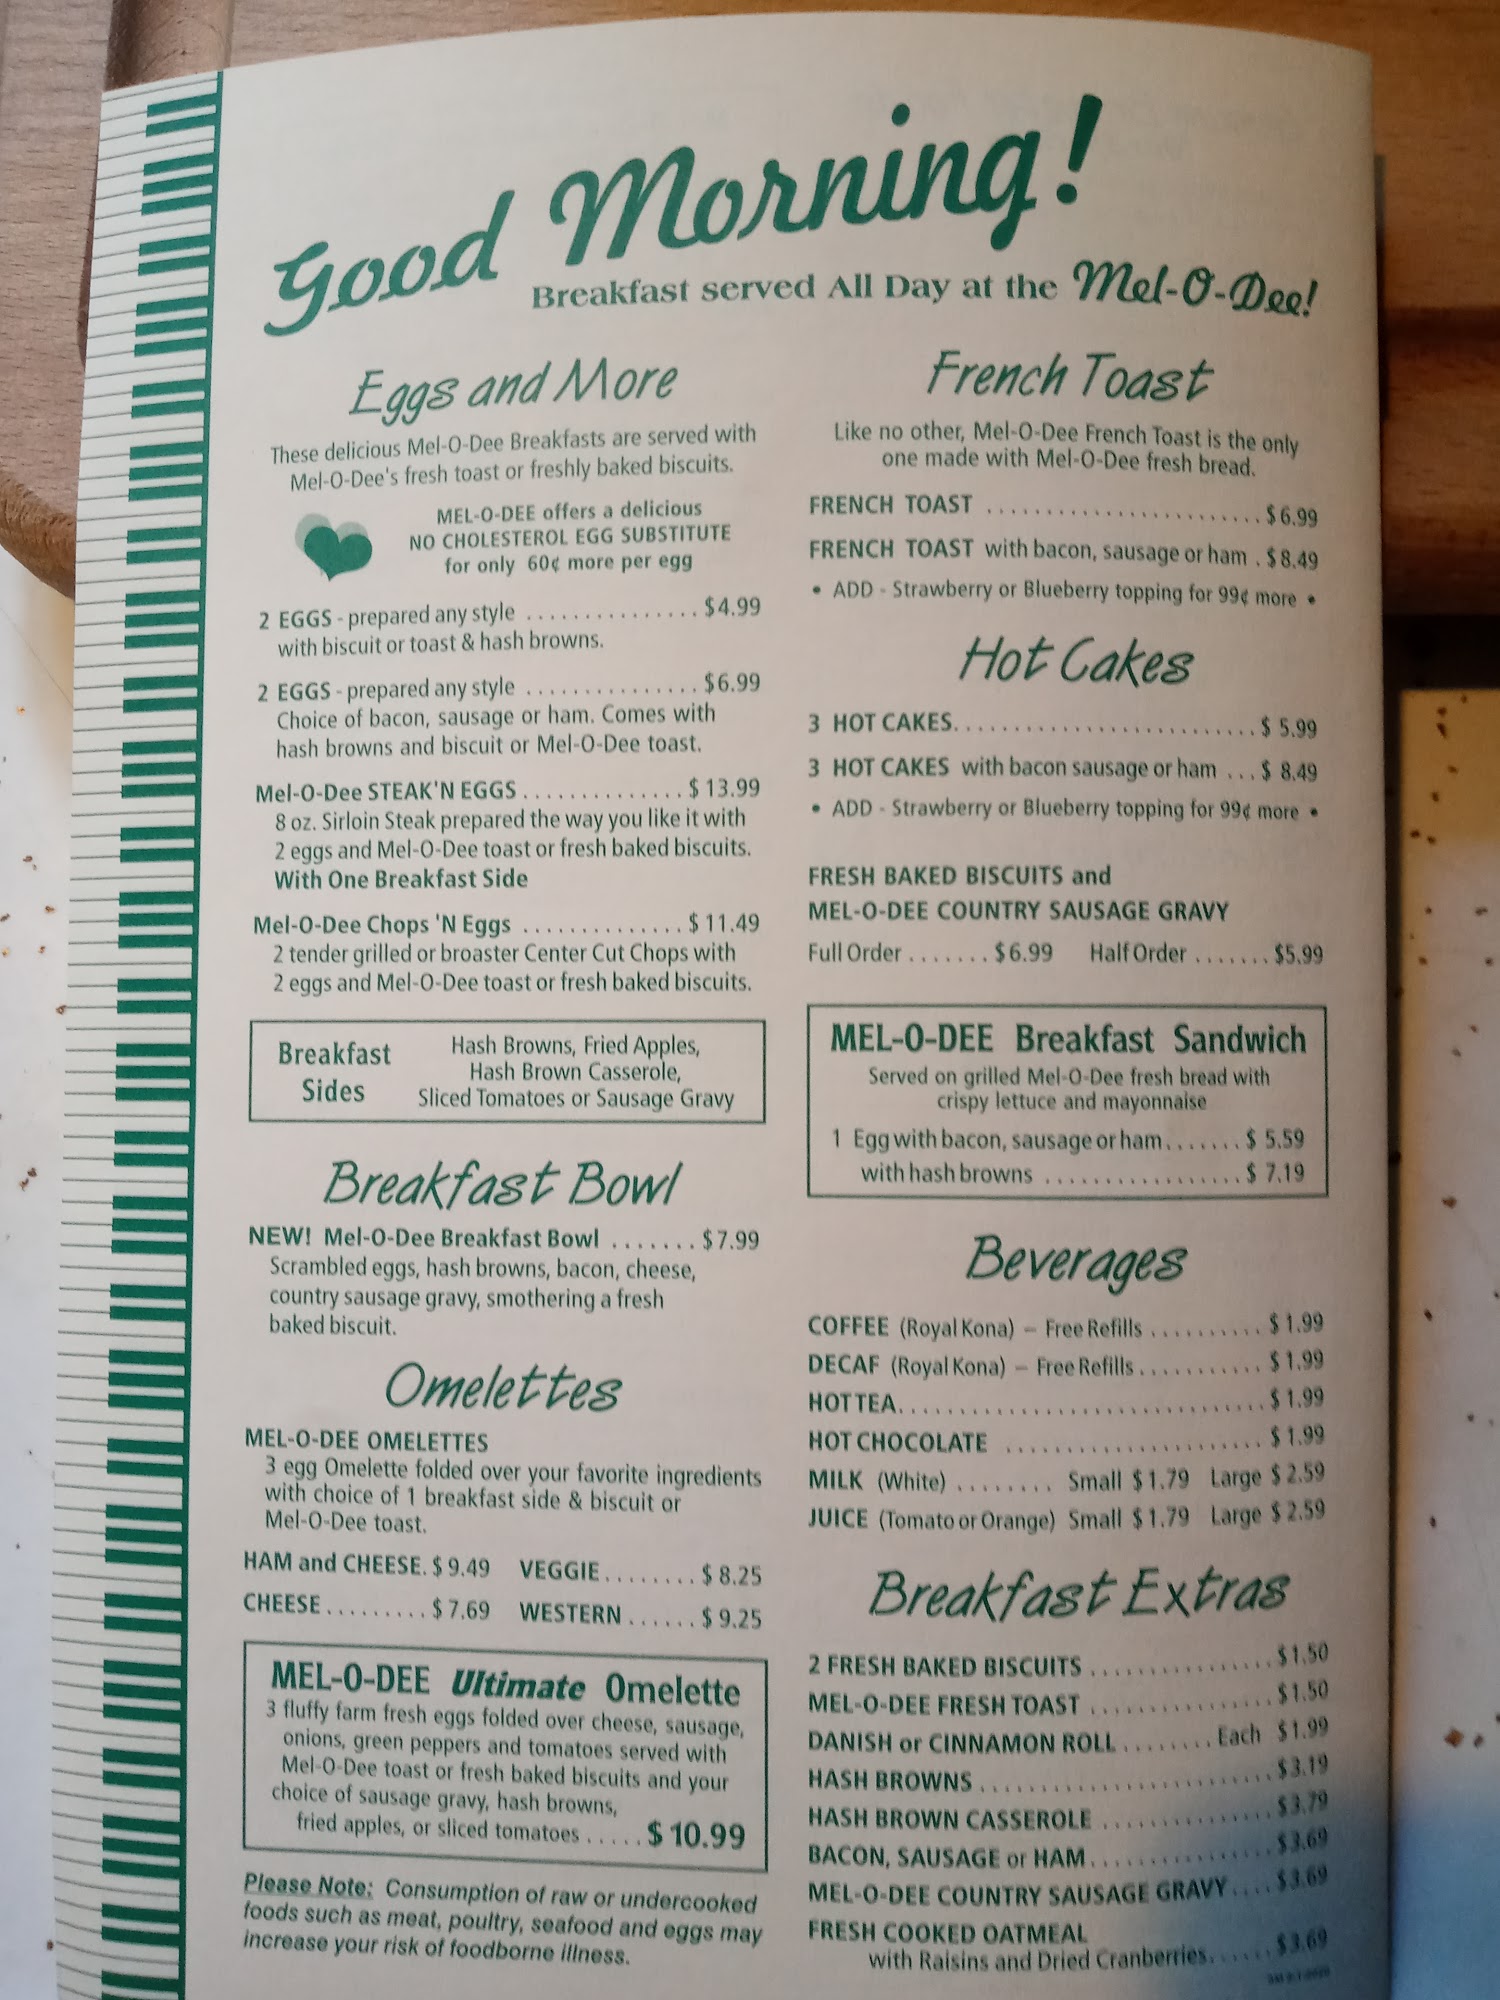 Good Morning!
Breakfast served All Day at the Mel-O-Dee!
Eggs and More
These delicious Mel-O-Dee Breakfasts are served with
Mel-O-Dee's fresh toast or freshly baked biscuits.
MEL-O-DEE offers a delicious
NO CHOLESTEROL EGG SUBSTITUTE
for only 60¢ more per egg
2 EGGS - prepared any style ............... $4.99
with biscuit or toast & hash browns.
2 EGGS - prepared any style ............... $6.99
Choice of bacon, sausage or ham. Comes with
hash browns and biscuit or Mel-O-Dee toast.
Mel-O-Dee STEAK'N EGGS .............. $ 13.99
8 oz. Sirloin Steak prepared the way you like it with
2 eggs and Mel-O-Dee toast or fresh baked biscuits.
With One Breakfast Side
Mel-O-Dee Chops 'N Eggs .............. $ 11.49
2 tender grilled or broaster Center Cut Chops with
2 eggs and Mel-O-Dee toast or fresh baked biscuits.
Breakfast
Sides
Hash Browns, Fried Apples,
Hash Brown Casserole,
Sliced Tomatoes or Sausage Gravy
Breakfast Bowl
NEW! Mel-O-Dee Breakfast Bowl ....... $7.99
Scrambled eggs, hash browns, bacon, cheese,
country sausage gravy, smothering a fresh
baked biscuit.
Omelettes
MEL-O-DEE OMELETTES
3 egg Omelette folded over your favorite ingredients
with choice of 1 breakfast side & biscuit or
Mel-O-Dee toast.
HAM and CHEESE. $ 9.49 VEGGIE........ $ 8.25
CHEESE ......... $ 7.69 WESTERN ...... $ 9.25
MEL-O-DEE Ultimate Omelette
3 fluffy farm fresh eggs folded over cheese, sausage,
onions, green peppers and tomatoes served with
Mel-O-Dee toast or fresh baked biscuits and your
choice of sausage gravy, hash browns,
fried apples, or sliced tomatoes ..... $ 10.99
Please Note: Consumption of raw or undercooked
foods such as meat, poultry, seafood and eggs may
increase your risk of foodborne illness.
French Toast
Like no other, Mel-O-Dee French Toast is the only
one made with Mel-O-Dee fresh bread.
FRENCH TOAST ........................ $6.99
FRENCH TOAST with bacon, sausage or ham . $8.49
• ADD - Strawberry or Blueberry topping for 99¢ more •
Hot Cakes
3 HOT CAKES.......................... $ 5.99
3 HOT CAKES with bacon sausage or ham ... $ 8.49
• ADD - Strawberry or Blueberry topping for 99¢ more •
FRESH BAKED BISCUITS and
MEL-O-DEE COUNTRY SAUSAGE GRAVY
Full Order ....... $6.99 Half Order ....... $5.99
MEL-O-DEE Breakfast Sandwich
Served on grilled Mel-O-Dee fresh bread with
crispy lettuce and mayonnaise
1 Egg with bacon, sausage or ham....... $ 5.59
with hash browns .................. $ 7.19
Beverages
COFFEE (Royal Kona) – Free Refills .......... $ 1.99
DECAF (Royal Kona) – Free Refills........... $ 1.99
HOT TEA................................ $ 1.99
HOT CHOCOLATE ...................... $ 1.99
MILK (White) ........ Small $ 1.79 Large $ 2.59
JUICE (Tomato or Orange) Small $ 1.79 Large $ 2.59
Breakfast Extras
2 FRESH BAKED BISCUITS ................ $1.50
MEL-O-DEE FRESH TOAST ................ $1.50
DANISH or CINNAMON ROLL ........ Each $1.99
HASH BROWNS ......................... $3.19
HASH BROWN CASSEROLE .............. $3.79
BACON, SAUSAGE or HAM................ $3.69
MEL-O-DEE COUNTRY SAUSAGE GRAVY.... $3.69
FRESH COOKED OATMEAL
with Raisins and Dried Cranberries...... $3.69